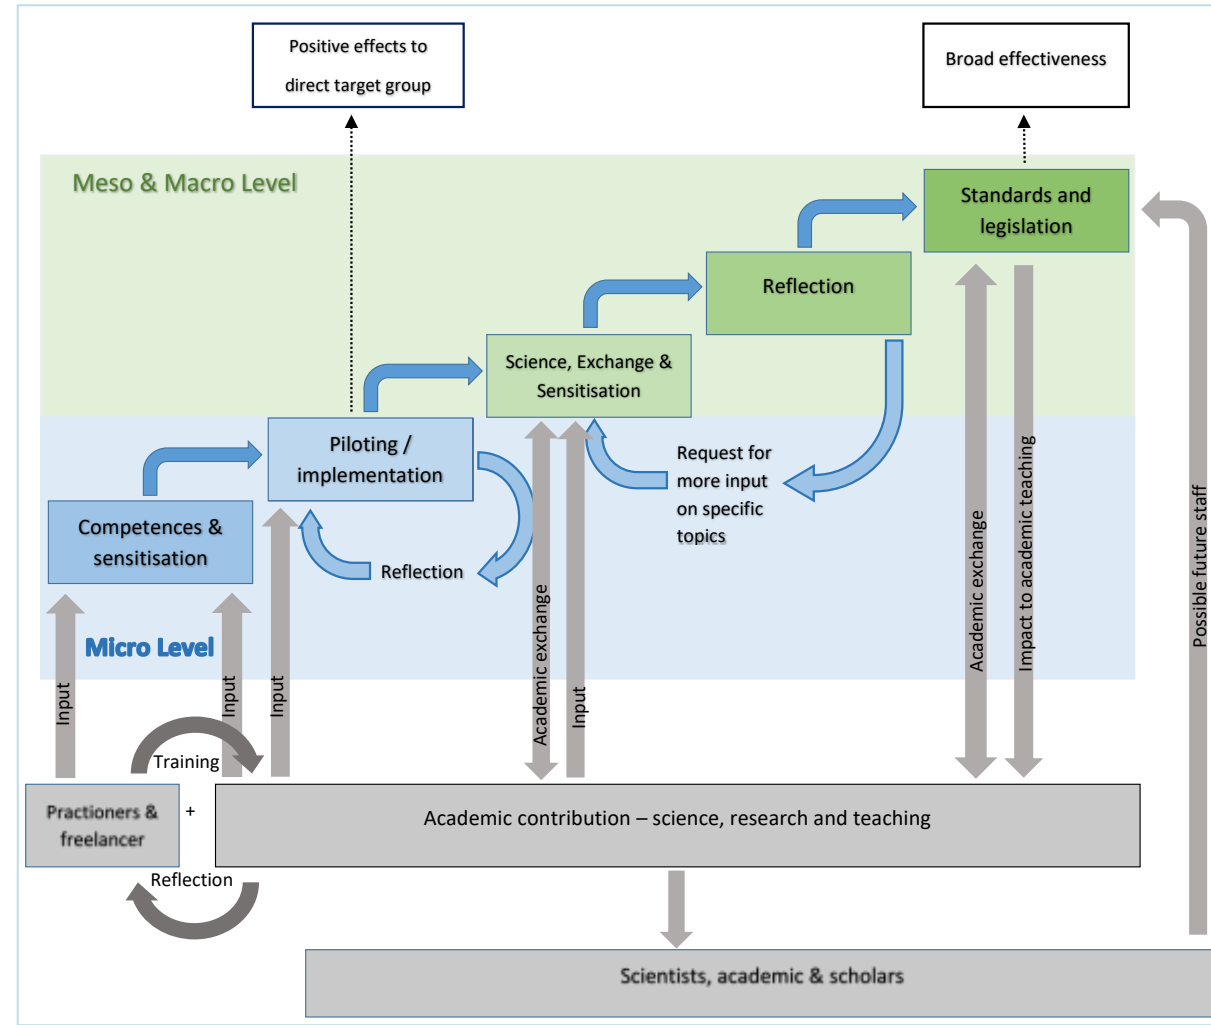 Positive effects to
direct target group
Broad effectiveness
Meso & Macro Level
Standards and
legislation
Reflection
Science, Exchange &
Sensitisation
Piloting /
implementation
Request for
more input
on specific
topics
Competences &
sensitisation
Reflection
Micro Level
Input
Input
Input
Academic exchange
Input
Academic exchange
Impact to academic teaching
Possible future staff
Training
Practioners &
freelancer
+
Academic contribution – science, research and teaching
Reflection
Scientists, academic & scholars